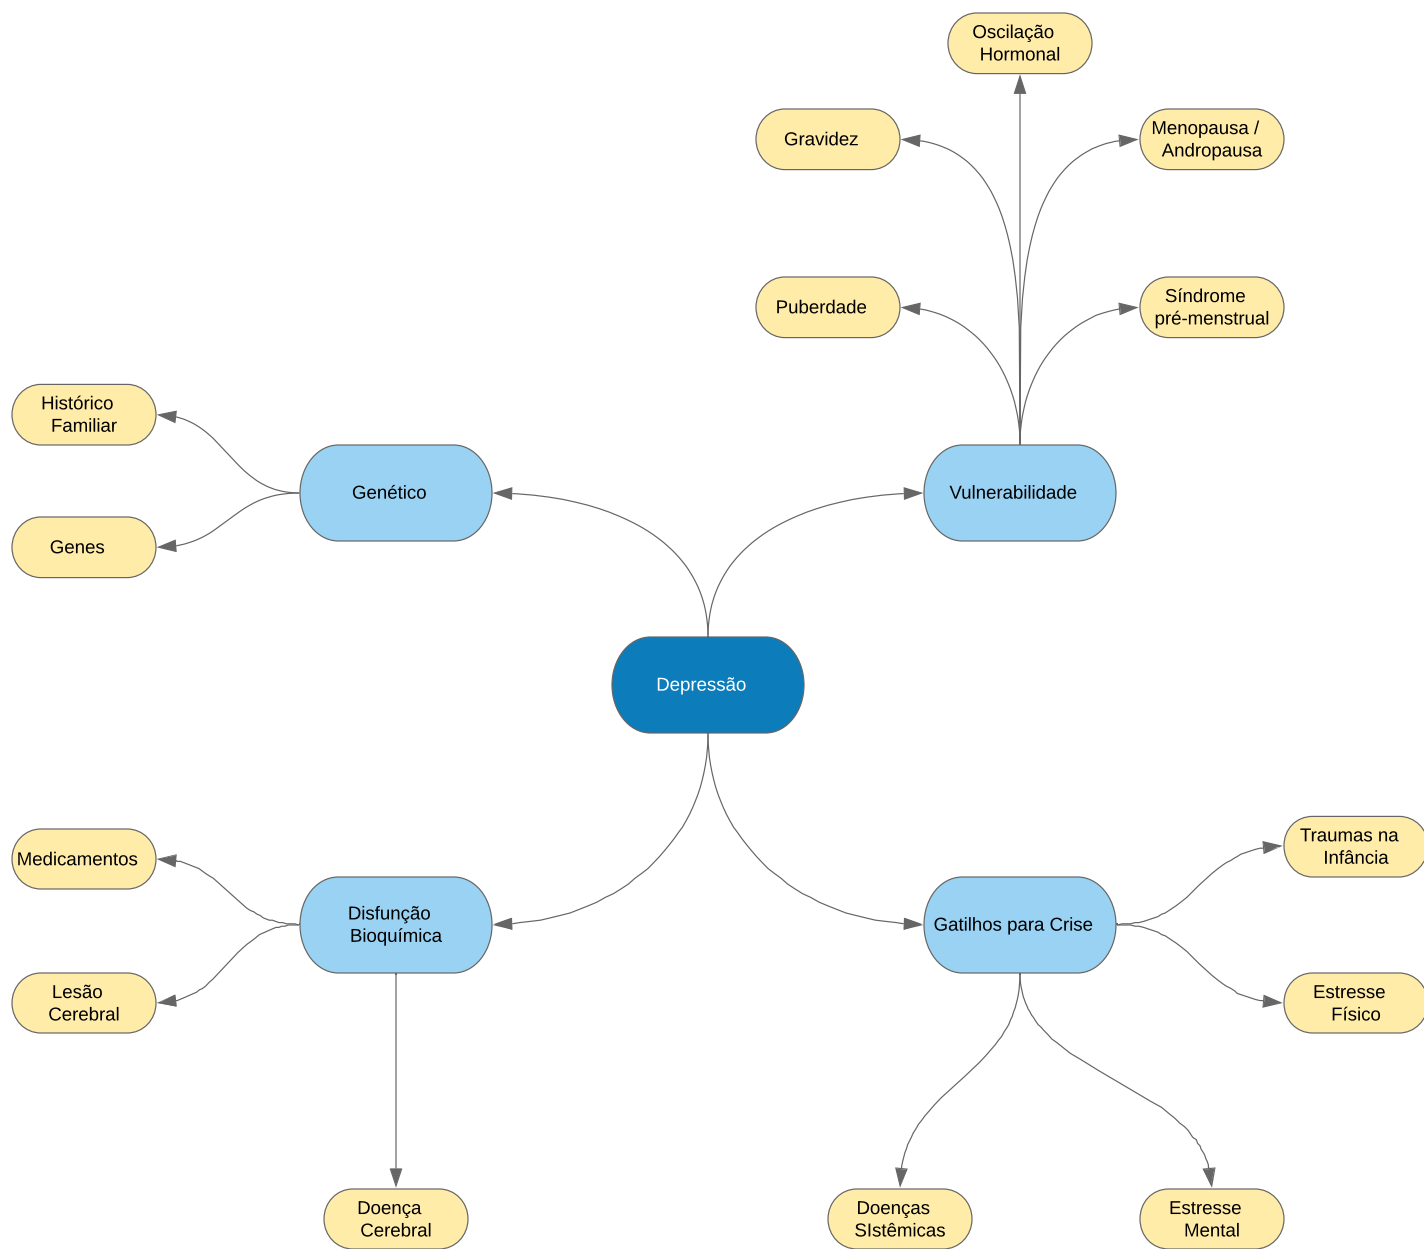 Oscilação
Hormonal
Gravidez
Menopausa /
Andropausa
Puberdade
Síndrome
pré-menstrual
Histórico
Familiar
Genético
Vulnerabilidade
Genes
Depressão
Medicamentos
Traumas na
Infância
Disfunção
Bioquímica
Gatilhos para Crise
Lesão
Cerebral
Estresse
Físico
Doença
Cerebral
Doenças
SIstêmicas
Estresse
Mental